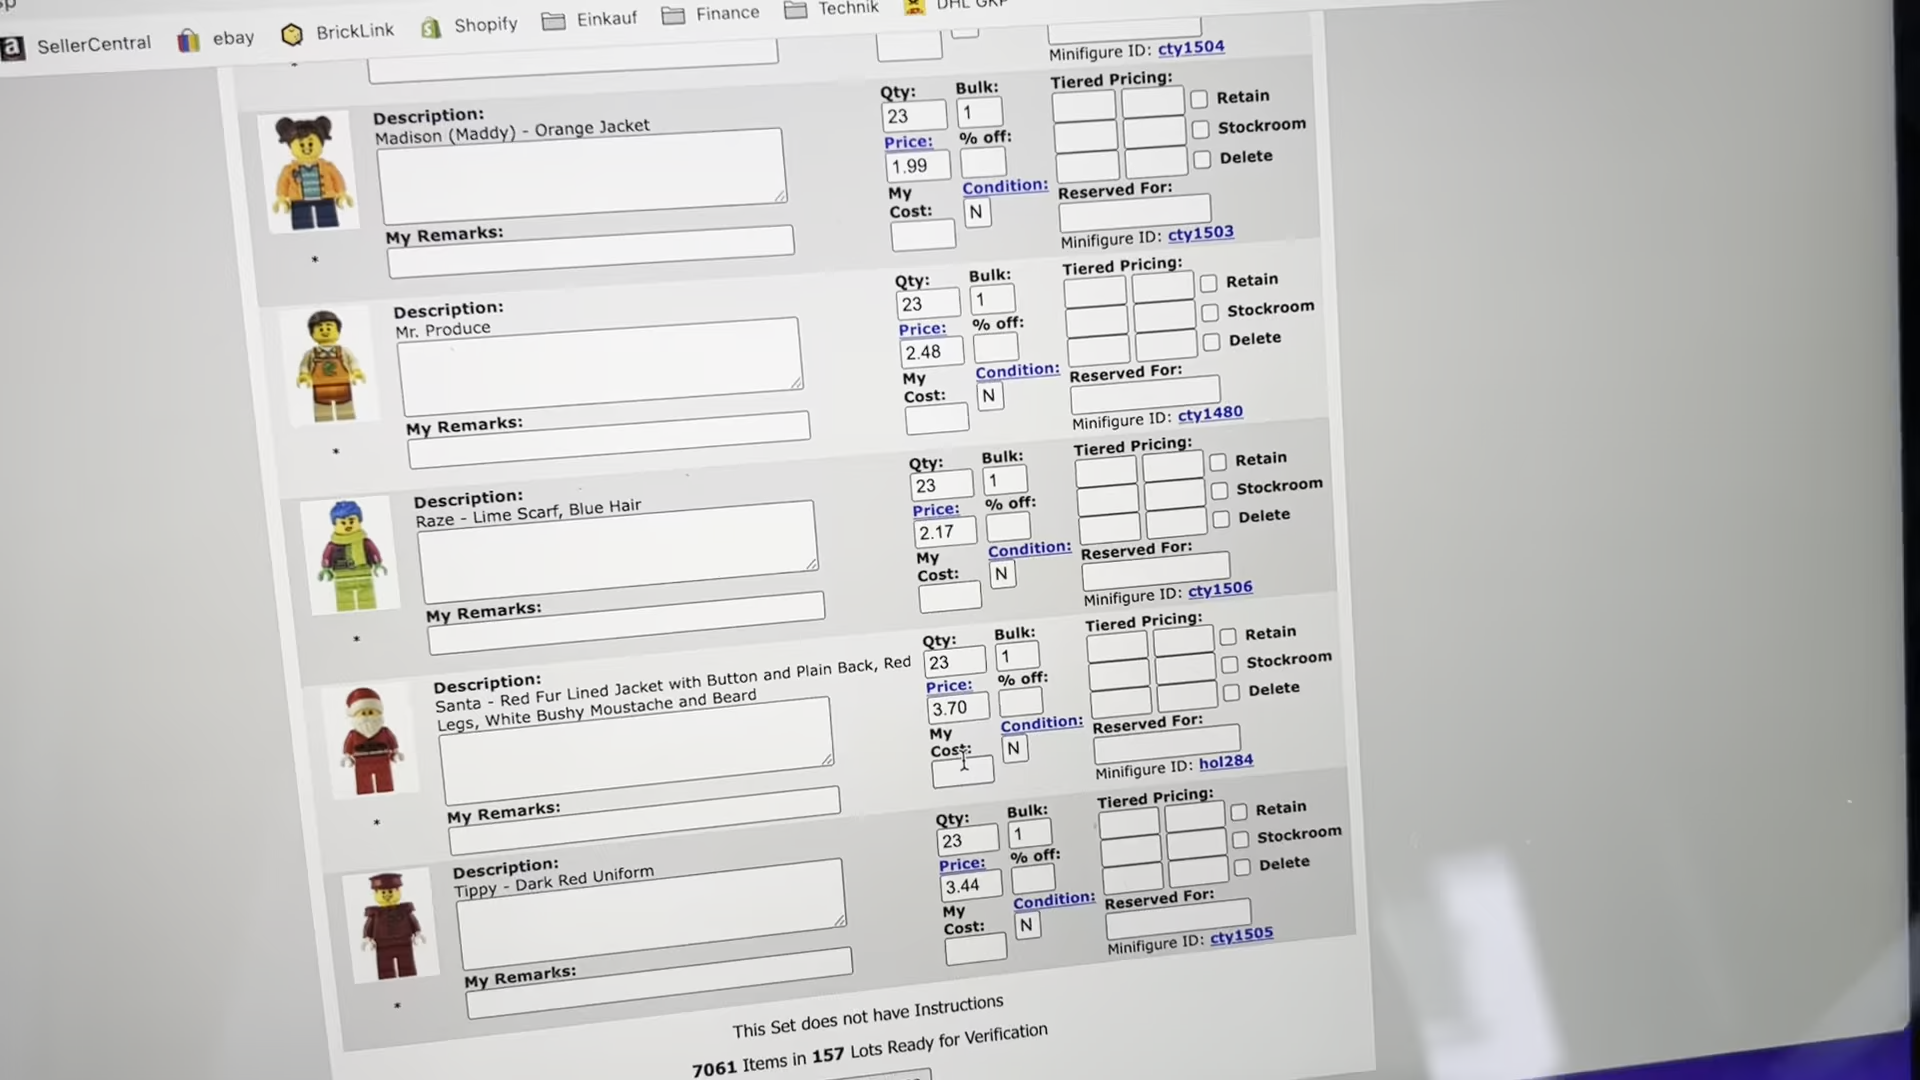 SellerCentral ebay BrickLink Shopify Einkauf Finance Technik
Minifigure ID: cty1504
Description:
Madison (Maddy) - Orange Jacket
My Remarks:
*
Qty: Bulk:
23 1
Price: % off:
1.99
My Cost: Condition:
N
Tiered Pricing:
Retain
Stockroom
Delete
Reserved For:
Minifigure ID: cty1503
Description:
Mr. Produce
My Remarks:
*
Qty: Bulk:
23 1
Price: % off:
2.48
My Cost: Condition:
N
Tiered Pricing:
Retain
Stockroom
Delete
Reserved For:
Minifigure ID: cty1480
Description:
Raze - Lime Scarf, Blue Hair
My Remarks:
*
Qty: Bulk:
23 1
Price: % off:
2.17
My Cost: Condition:
N
Tiered Pricing:
Retain
Stockroom
Delete
Reserved For:
Minifigure ID: cty1506
Description:
Santa - Red Fur Lined Jacket with Button and Plain Back, Red
Legs, White Bushy Moustache and Beard
My Remarks:
*
Qty: Bulk:
23 1
Price: % off:
3.70
My Cost: Condition:
N
Tiered Pricing:
Retain
Stockroom
Delete
Reserved For:
Minifigure ID: hol284
Description:
Tippy - Dark Red Uniform
My Remarks:
*
Qty: Bulk:
23 1
Price: % off:
3.44
My Cost: Condition:
N
Tiered Pricing:
Retain
Stockroom
Delete
Reserved For:
Minifigure ID: cty1505
This Set does not have Instructions
7061 Items in 157 Lots Ready for Verification